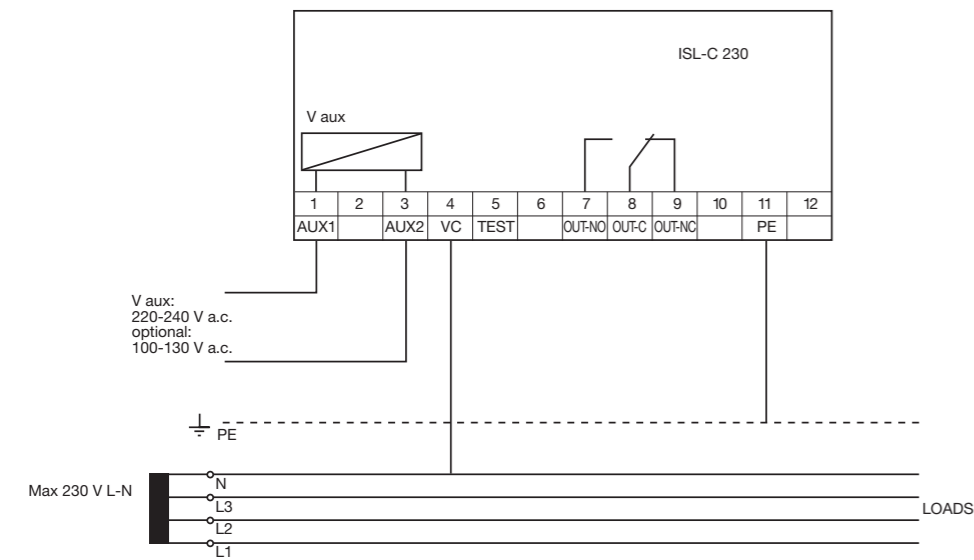 ISL-C 230
V aux
1 2 3 4 5 6 7 8 9 10 11 12
AUX1 AUX2 VC TEST OUT-NO OUT-C OUT-NC PE
V aux:
220-240 V a.c.
optional:
100-130 V a.c.
PE
Max 230 V L-N
N
L3
L2
L1
LOADS